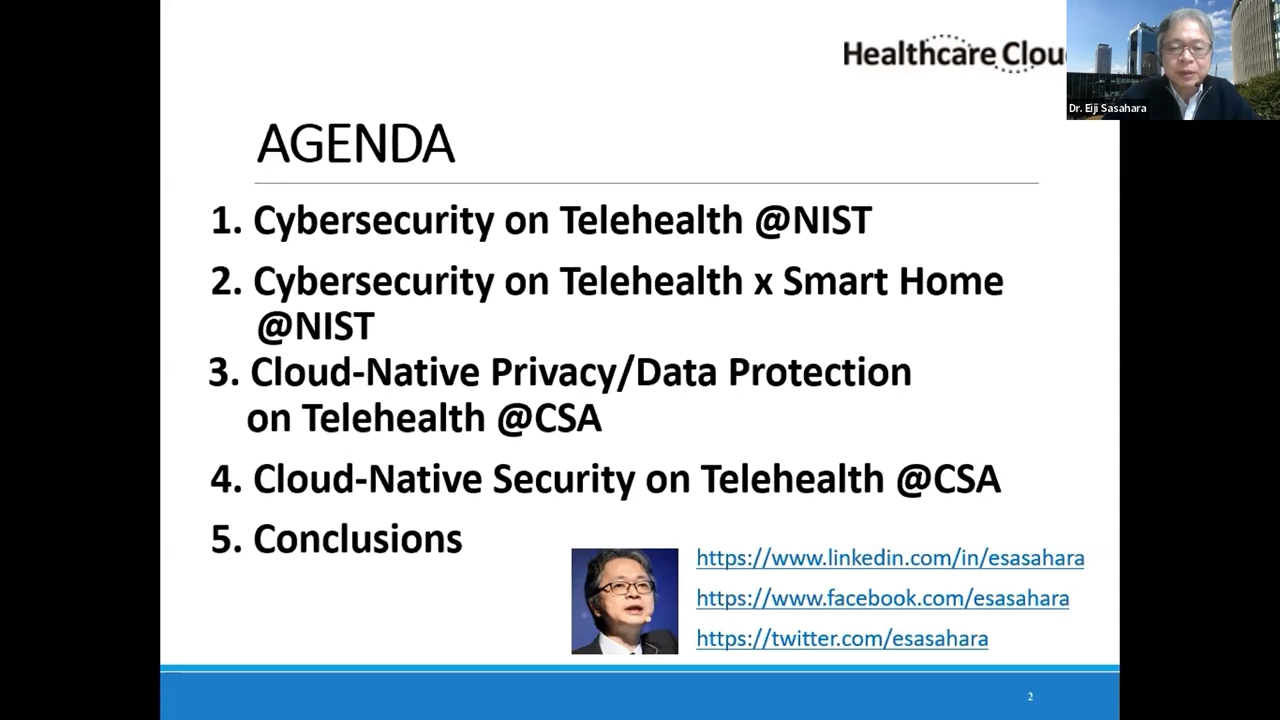 Healthcare Clou
Dr. Eiji Sasahara
AGENDA
1. Cybersecurity on Telehealth @NIST
2. Cybersecurity on Telehealth x Smart Home
@NIST
3. Cloud-Native Privacy/Data Protection
on Telehealth @CSA
4. Cloud-Native Security on Telehealth @CSA
5. Conclusions
https://www.linkedin.com/in/esasahara
https://www.facebook.com/esasahara
https://twitter.com/esasahara
2